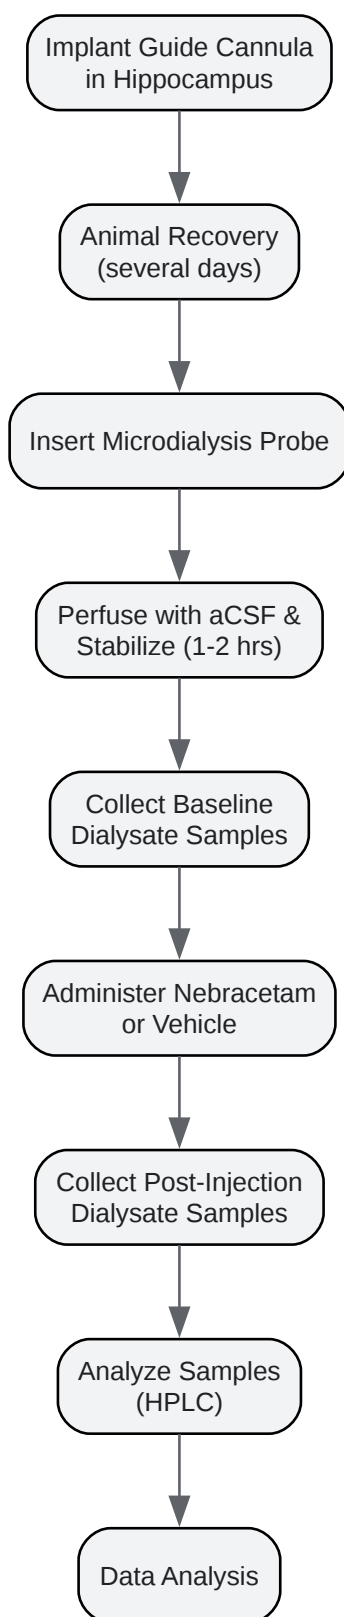 Implant Guide Cannula
in Hippocampus
Animal Recovery
(several days)
Insert Microdialysis Probe
Perfuse with aCSF &
Stabilize (1-2 hrs)
Collect Baseline
Dialysate Samples
Administer Nebracetam
or Vehicle
Collect Post-Injection
Dialysate Samples
Analyze Samples
(HPLC)
Data Analysis